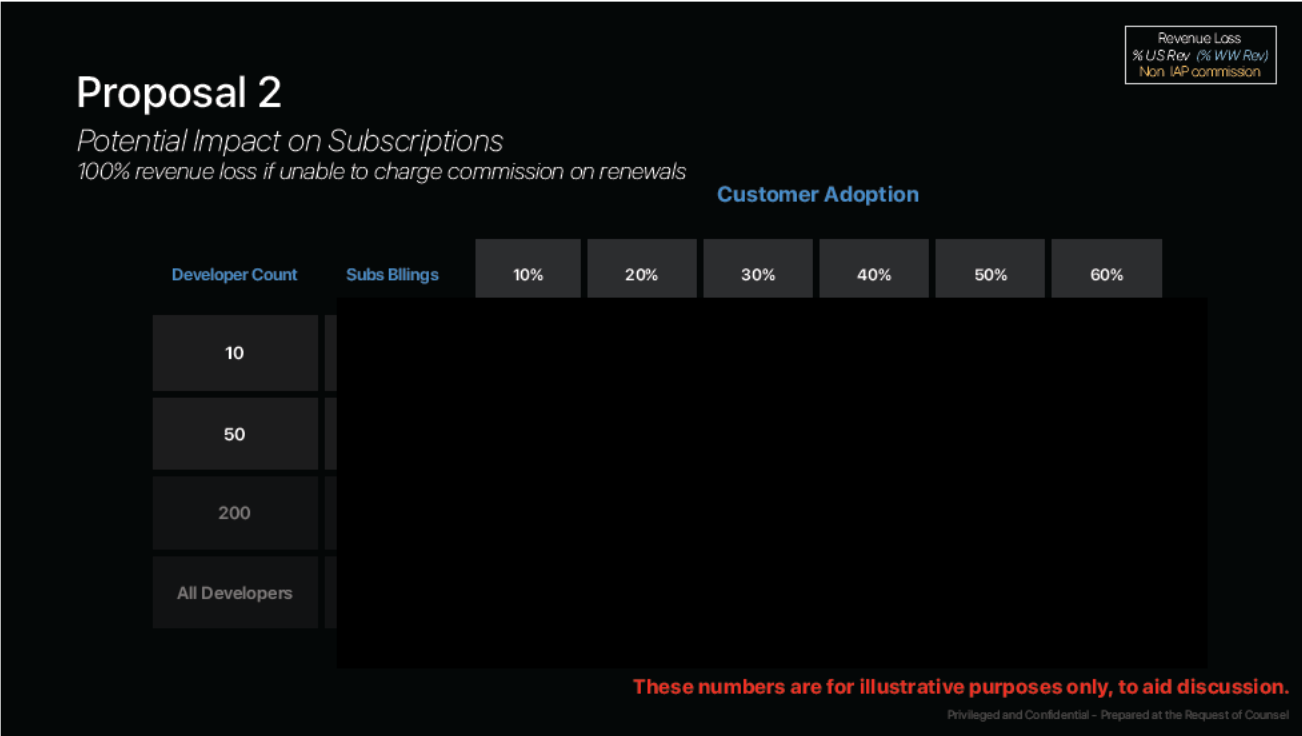 Revenue Loss
% US Rev (% WW Rev)
Non IAP commission
Proposal 2
Potential Impact on Subscriptions
100% revenue loss if unable to charge commission on renewals
Customer Adoption
Developer Count Subs Bllings 10% 20% 30% 40% 50% 60%
10
50
200
All Developers
These numbers are for illustrative purposes only, to aid discussion.
Privileged and Confidential - Prepared at the Request of Counsel